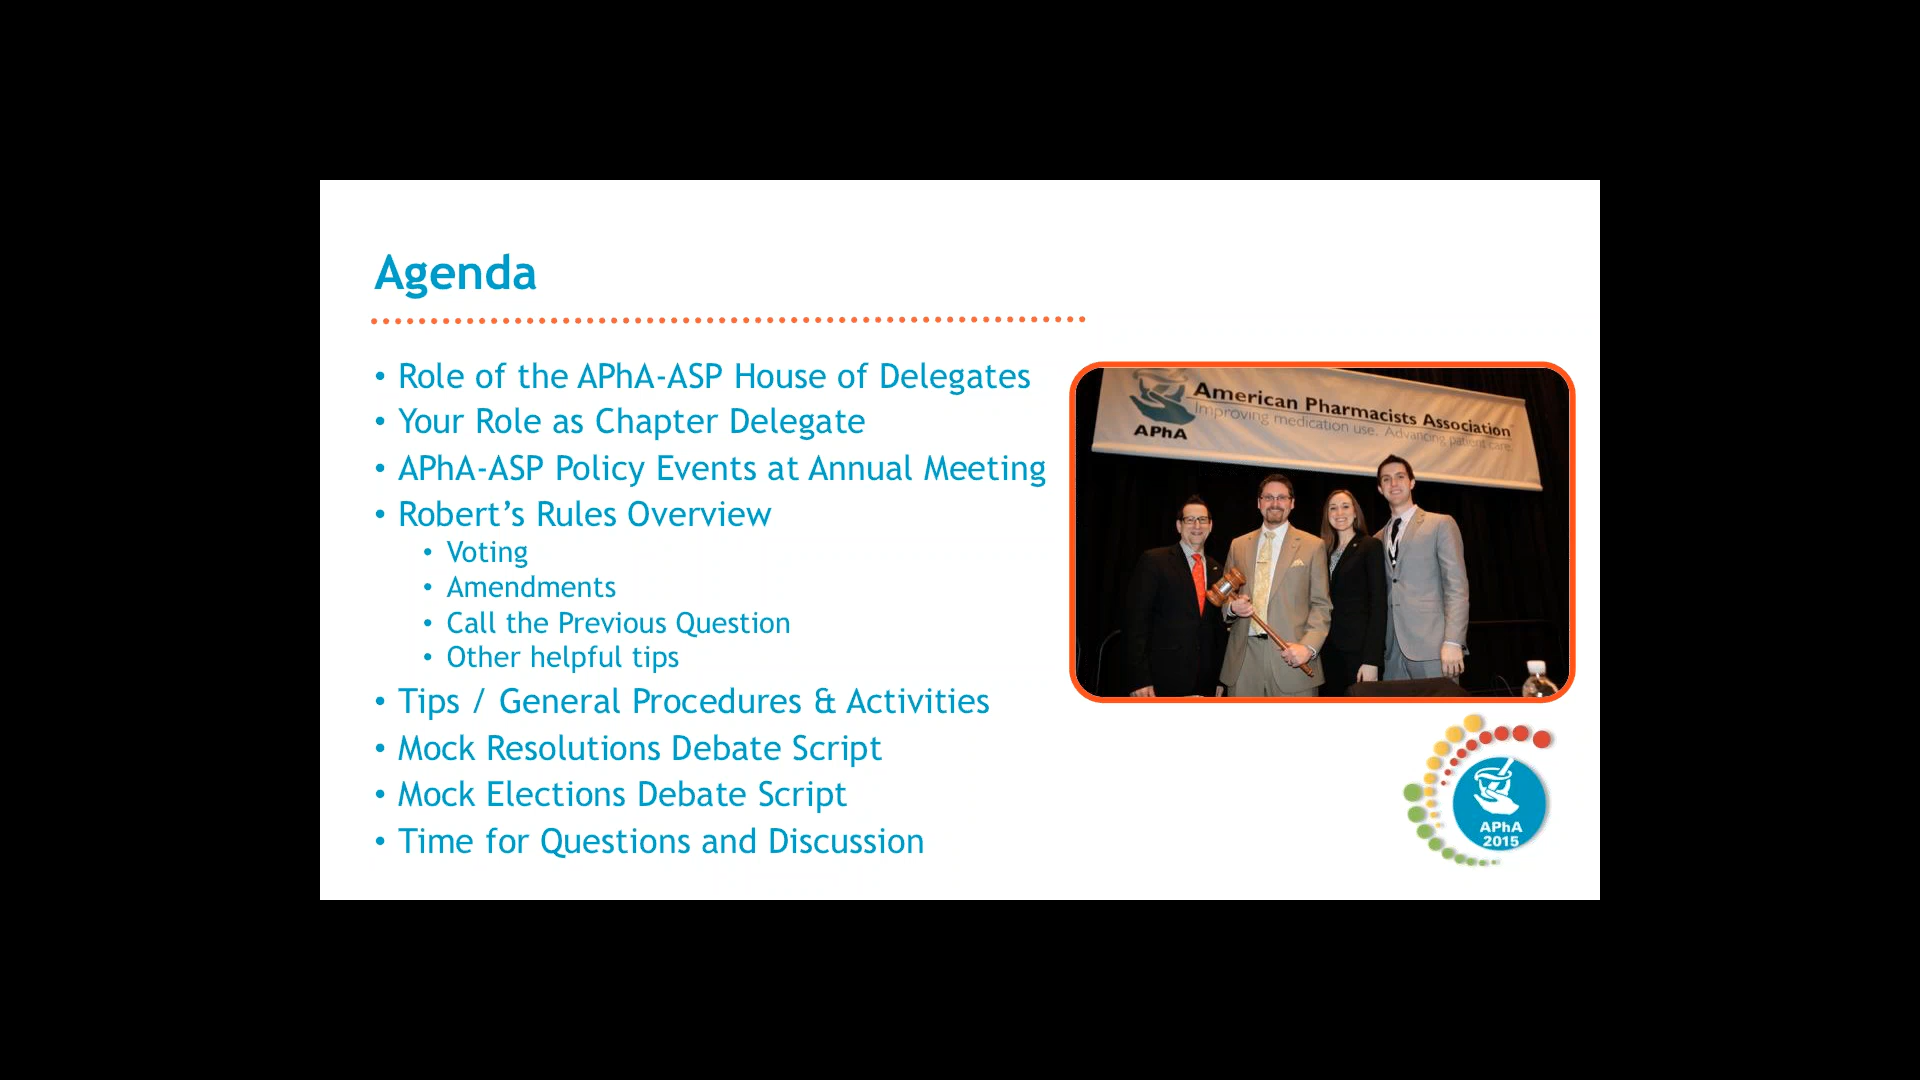 Agenda
• Role of the APhA-ASP House of Delegates
• Your Role as Chapter Delegate
• APhA-ASP Policy Events at Annual Meeting
• Robert’s Rules Overview
• Voting
• Amendments
• Call the Previous Question
• Other helpful tips
• Tips / General Procedures & Activities
• Mock Resolutions Debate Script
• Mock Elections Debate Script
• Time for Questions and Discussion
American Pharmacists Association
Improving medication use. Advancing patient care.
APhA
APhA
2015